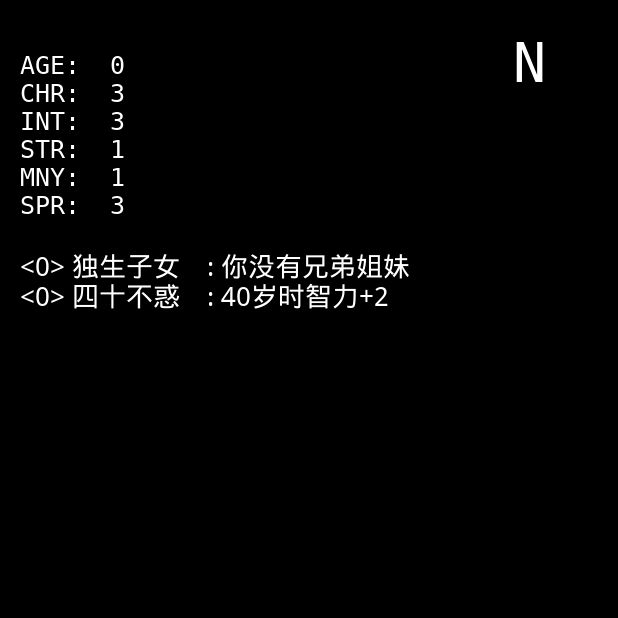 N
AGE: 0
CHR: 3
INT: 3
STR: 1
MNY: 1
SPR: 3
<0> 独生子女 : 你没有兄弟姐妹
<0> 四十不惑 : 40岁时智力+2